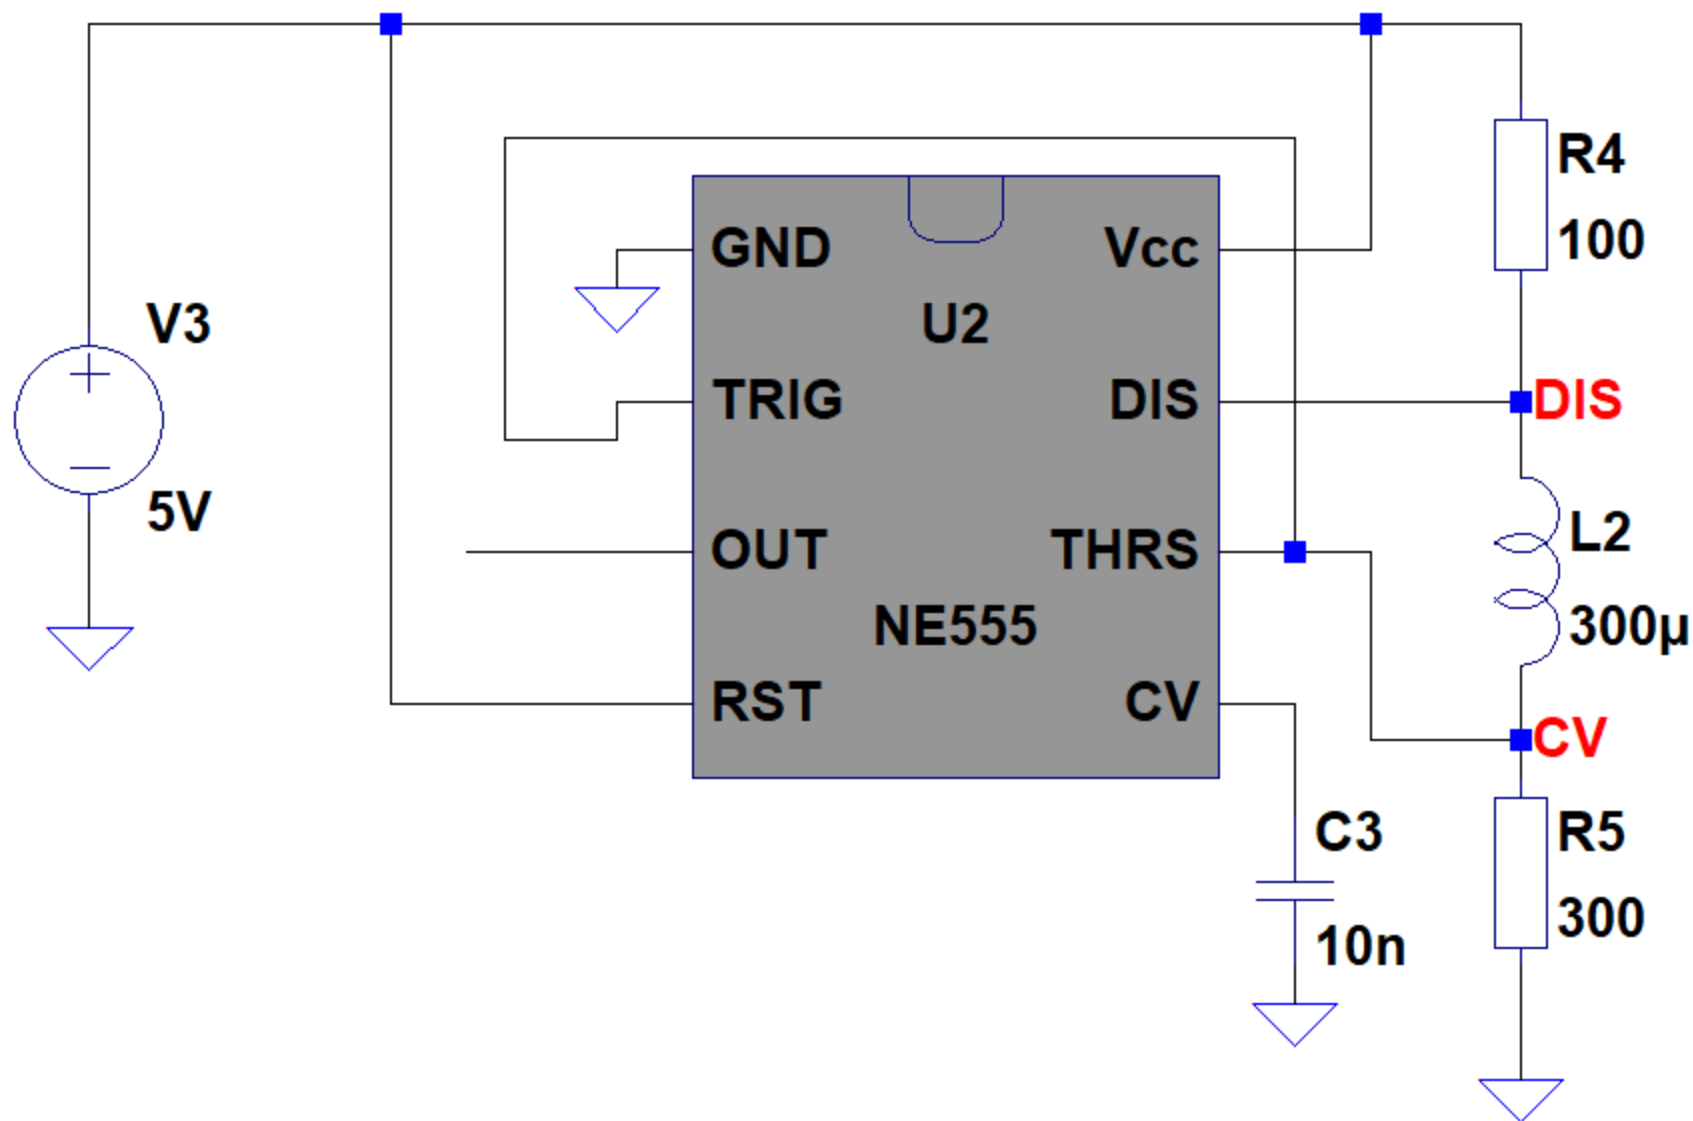 V3
5V
GND
TRIG
OUT
RST
U2
NE555
Vcc
DIS
THRS
CV
R4
100
DIS
L2
300µ
CV
R5
300
C3
10n